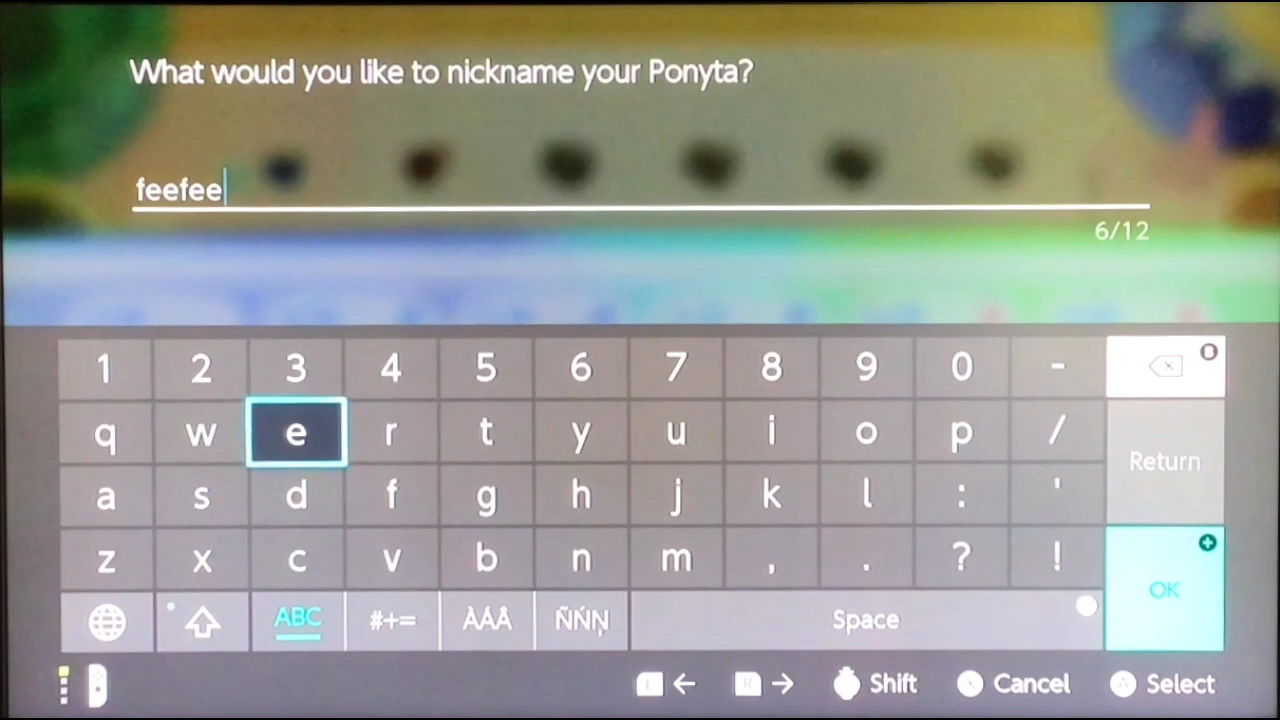 What would you like to nickname your Ponyta?
feefee
6/12
1 2 3 4 5 6 7 8 9 0 -
q w e r t y u i o p /
Return
a s d f g h j k l : '
z x c v b n m , . ? !
OK
ABC #+= ÀÁÂ ÑŃŅ Space
L ← R → Shift X Cancel A Select